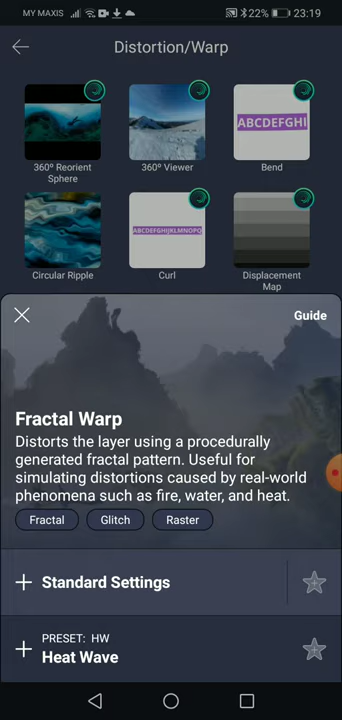 MY MAXIS 22% 23:19
Distortion/Warp
ABCDEFGHI
360° Reorient
Sphere
360° Viewer
Bend
ABCDEFGHIJKLMNOPQ
Circular Ripple
Curl
Displacement
Map
Guide
Fractal Warp
Distorts the layer using a procedurally
generated fractal pattern. Useful for
simulating distortions caused by real-world
phenomena such as fire, water, and heat.
Fractal Glitch Raster
Standard Settings
PRESET: HW
Heat Wave